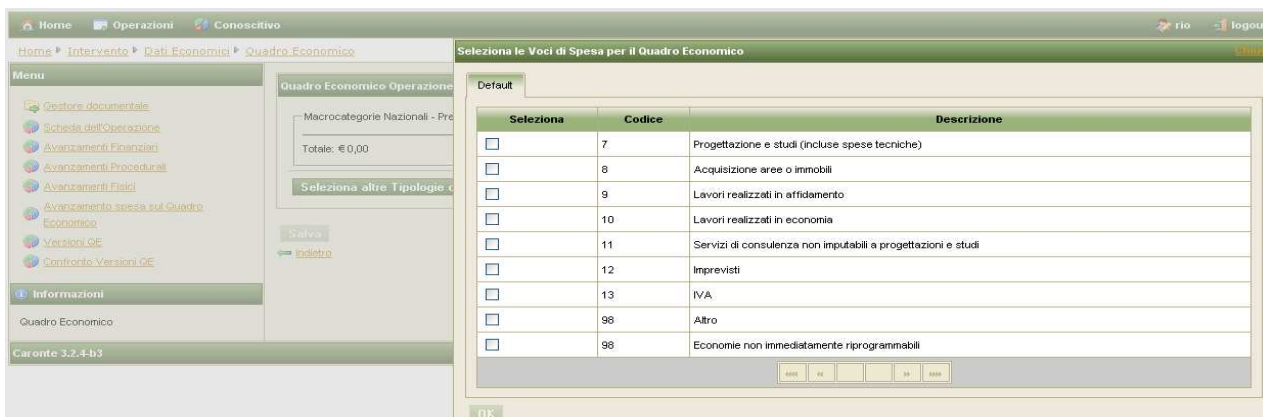 Home Operazioni Conoscitivo rio logou
Home Intervento Dati Economici Quadro Economico
Menu
Gestore documentale
Scheda dell'Operazione
Avanzamenti Finanziari
Avanzamenti Procedurali
Avanzamenti Fisici
Avanzamento spesa sul Quadro
Economico
Versioni QE
Confronto Versioni QE
Informazioni
Quadro Economico
Caronte 3.2.4-b3
Quadro Economico Operazione
Macrocategorie Nazionali - Pre
Totale: € 0,00
Seleziona altre Tipologie d
Salva
indietro
Seleziona le Voci di Spesa per il Quadro Economico
Default
Seleziona Codice Descrizione
7 Progettazione e studi (incluse spese tecniche)
8 Acquisizione aree o immobili
9 Lavori realizzati in affidamento
10 Lavori realizzati in economia
11 Servizi di consulenza non imputabili a progettazioni e studi
12 Imprevisti
13 IVA
98 Altro
98 Economie non immediatamente riprogrammabili
«« « » »»
OK